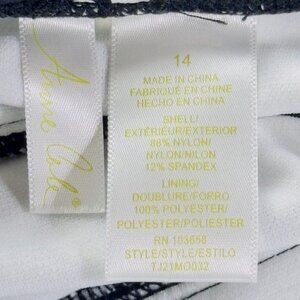 Anne Cole®
14
MADE IN CHINA
FABRIQUÉ EN CHINE
HECHO EN CHINA
SHELL/
EXTÉRIEUR/EXTERIOR
88% NYLON/
NYLON/NILON
12% SPANDEX
LINING/
DOUBLURE/FORRO
100% POLYESTER/
POLYESTER/POLIESTER
RN 103658
STYLE/STYLE/ESTILO
TJ21MO032